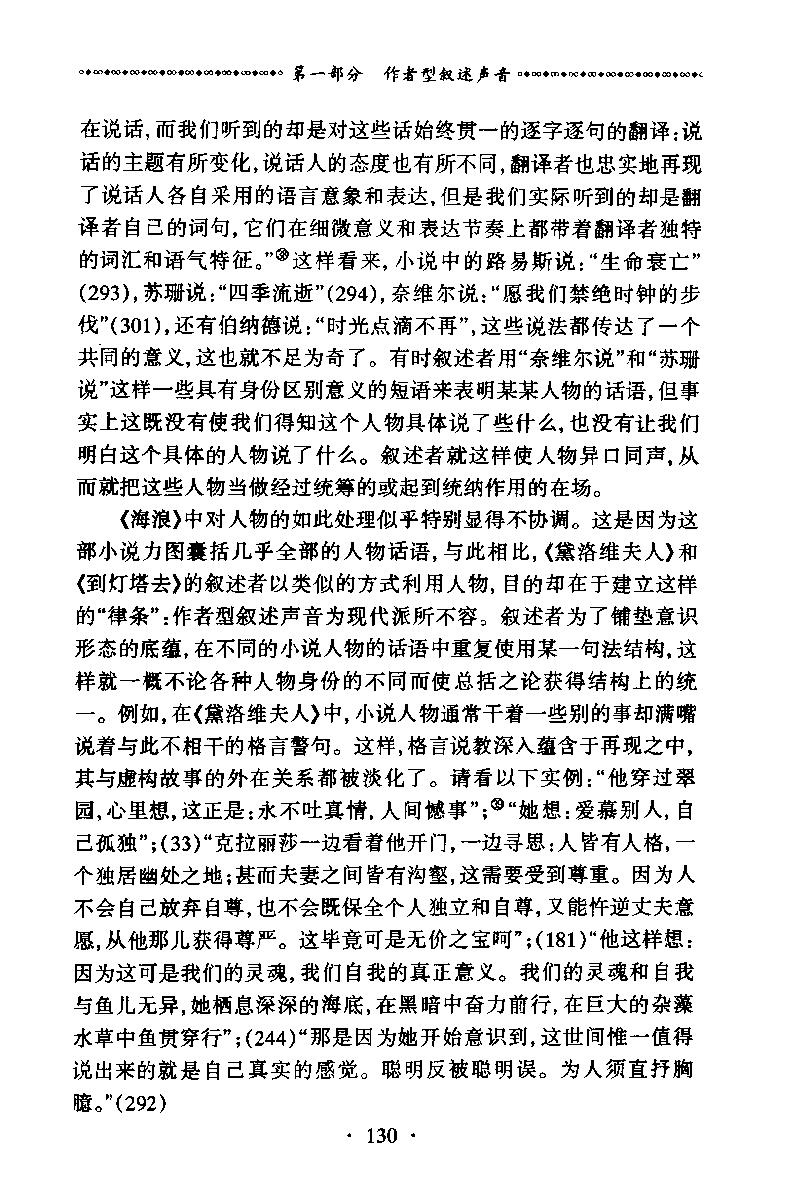 第一部分 作者型叙述声音
在说话,而我们听到的却是对这些话始终贯一的逐字逐句的翻译;说
话的主题有所变化,说话人的态度也有所不同,翻译者也忠实地再现
了说话人各自采用的语言意象和表达,但是我们实际听到的却是翻
译者自己的词句,它们在细微意义和表达节奏上都带着翻译者独特
的词汇和语气特征。”㊳这样看来,小说中的路易斯说:“生命衰亡”
(293),苏珊说:“四季流逝”(294),奈维尔说:“愿我们禁绝时钟的步
伐”(301),还有伯纳德说:“时光点滴不再”,这些说法都传达了一个
共同的意义,这也就不足为奇了。有时叙述者用“奈维尔说”和“苏珊
说”这样一些具有身份区别意义的短语来表明某某人物的话语,但事
实上这既没有使我们得知这个人物具体说了些什么,也没有让我们
明白这个具体的人物说了什么。叙述者就这样使人物异口同声,从
而就把这些人物当做经过统筹的或起到统纳作用的在场。
《海浪》中对人物的如此处理似乎特别显得不协调。这是因为这
部小说力图囊括几乎全部的人物话语,与此相比,《黛洛维夫人》和
《到灯塔去》的叙述者以类似的方式利用人物,目的却在于建立这样
的“律条”:作者型叙述声音为现代派所不容。叙述者为了铺垫意识
形态的底蕴,在不同的小说人物的话语中重复使用某一句法结构,这
样就一概不论各种人物身份的不同而使总括之论获得结构上的统
一。例如,在《黛洛维夫人》中,小说人物通常干着一些别的事却满嘴
说着与此不相干的格言警句。这样,格言说教深入蕴含于再现之中,
其与虚构故事的外在关系都被淡化了。请看以下实例:“他穿过翠
园,心里想,这正是:永不吐真情,人间憾事”;㊴“她想:爱慕别人,自
己孤独”;(33)“克拉丽莎一边看着他开门,一边寻思:人皆有人格,一
个独居幽处之地;甚而夫妻之间皆有沟壑,这需要受到尊重。因为人
不会自己放弃自尊,也不会既保全个人独立和自尊,又能忤逆丈夫意
愿,从他那儿获得尊严。这毕竟可是无价之宝呵”;(181)“他这样想:
因为这可是我们的灵魂,我们自我的真正意义。我们的灵魂和自我
与鱼儿无异,她栖息深深的海底,在黑暗中奋力前行,在巨大的杂藻
水草中鱼贯穿行”;(244)“那是因为她开始意识到,这世间惟一值得
说出来的就是自己真实的感觉。聪明反被聪明误。为人须直抒胸
臆。”(292)
· 130 ·